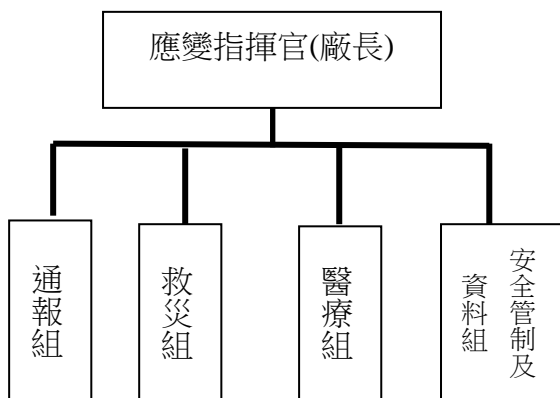 應變指揮官(廠長)
通報組
救災組
醫療組
安全管制及
資料組